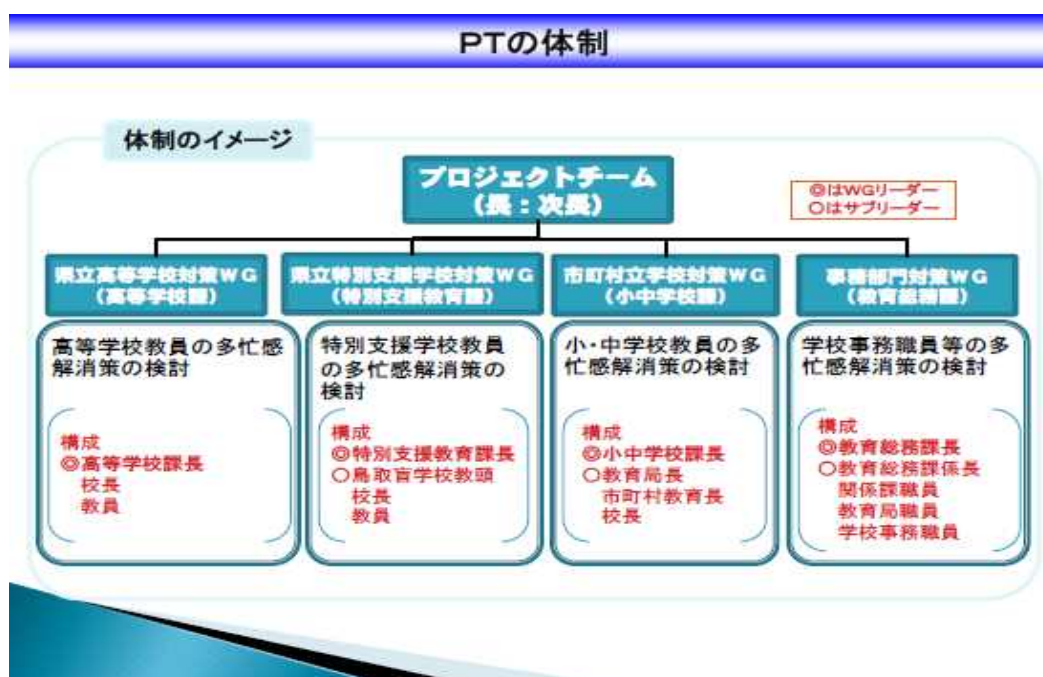 PTの体制
体制のイメージ
プロジェクトチーム
（長：次長）
◎はWGリーダー
○はサブリーダー
県立高等学校対策WG
（高等学校課）
高等学校教員の多忙感
解消策の検討
構成
◎高等学校課長
校長
教員
県立特別支援学校対策WG
（特別支援教育課）
特別支援学校教員
の多忙感解消策の
検討
構成
◎特別支援教育課長
○鳥取盲学校教頭
校長
教員
市町村立学校対策WG
（小中学校課）
小・中学校教員の多
忙感解消策の検討
構成
◎小中学校課長
○教育局長
市町村教育長
校長
事務部門対策WG
（教育総務課）
学校事務職員等の多
忙感解消策の検討
構成
◎教育総務課長
○教育総務課係長
関係課職員
教育局職員
学校事務職員